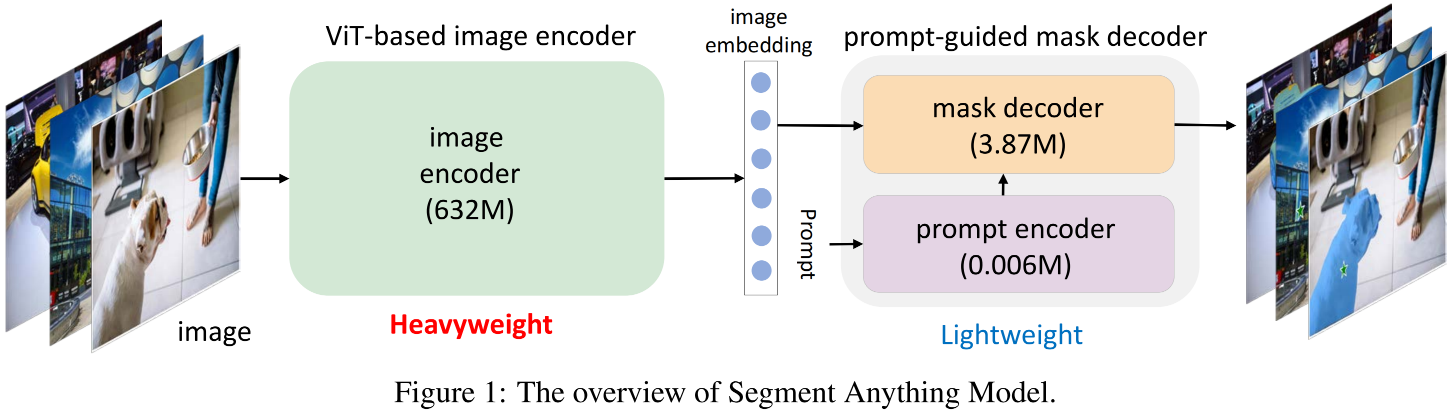 ViT-based image encoder
image
encoder
(632M)
Heavyweight
image
image
embedding
Prompt
prompt-guided mask decoder
mask decoder
(3.87M)
prompt encoder
(0.006M)
Lightweight
Figure 1: The overview of Segment Anything Model.